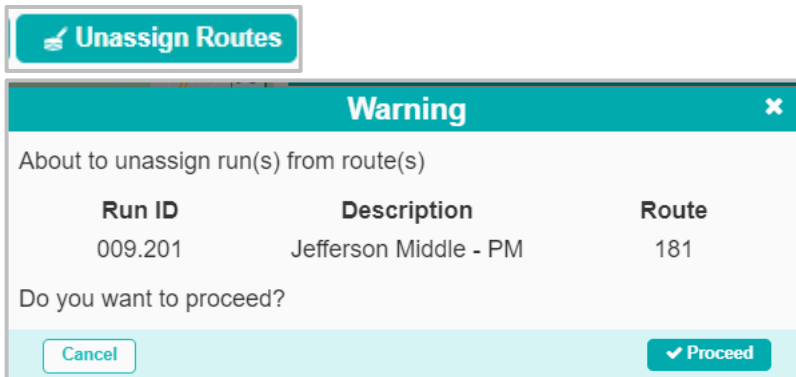 Unassign Routes
Warning
About to unassign run(s) from route(s)
Run ID Description Route
009.201 Jefferson Middle - PM 181
Do you want to proceed?
Cancel Proceed